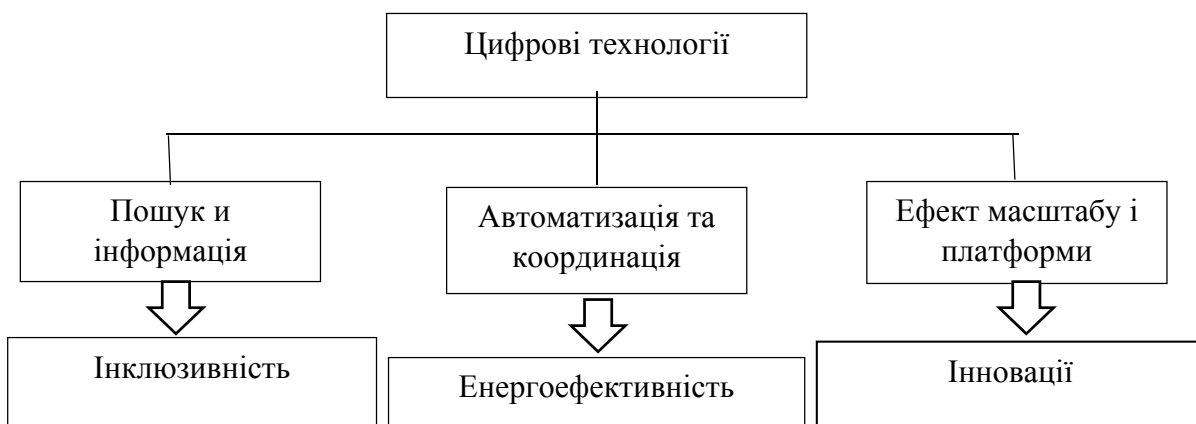 Цифрові технології
Пошук и
інформація
Автоматизація та
координація
Ефект масштабу і
платформи
Інклюзивність
Енергоефективність
Інновації